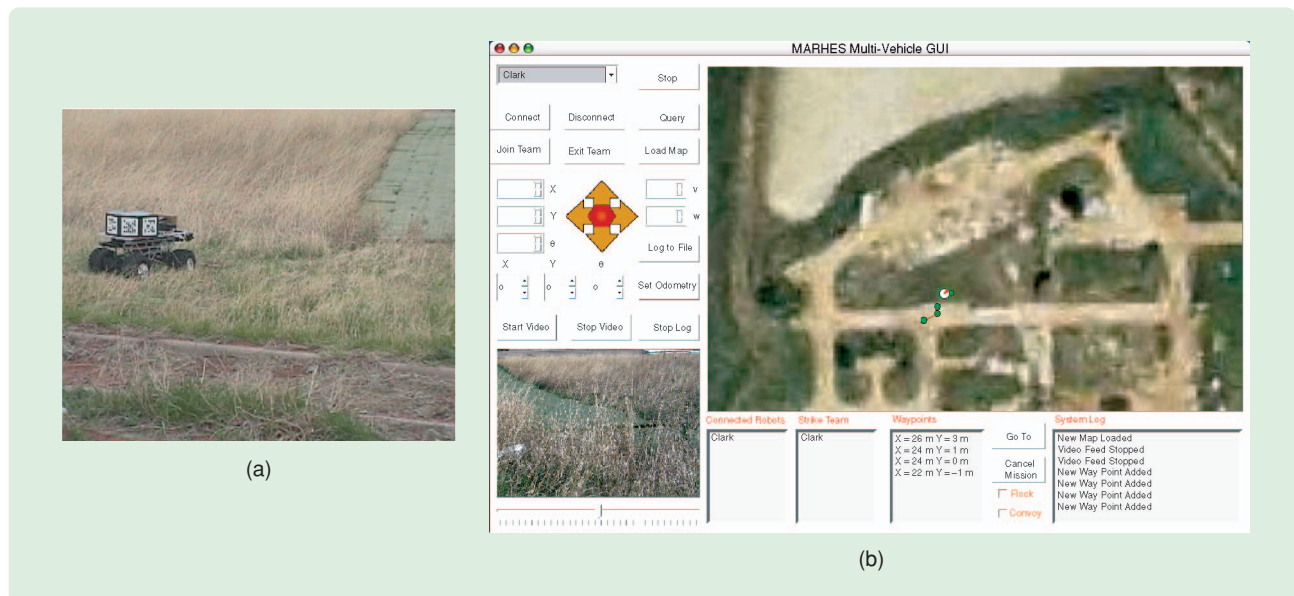 MARHES Multi-Vehicle GUI
Clark
Stop
Connect
Disconnect
Query
Join Team
Exit Team
Load Map
X
v
Y
w
θ
Log to File
X Y θ
0 0 0
Set Odometry
Start Video
Stop Video
Stop Log
Connected Robots
Clark
Strike Team
Clark
Waypoints
X = 26 m Y = 3 m
X = 24 m Y = 1 m
X = 24 m Y = 0 m
X = 22 m Y = −1 m
Go To
Cancel
Mission
Flock
Convoy
System Log
New Map Loaded
Video Feed Stopped
Video Feed Stopped
New Way Point Added
New Way Point Added
New Way Point Added
New Way Point Added
(a)
(b)